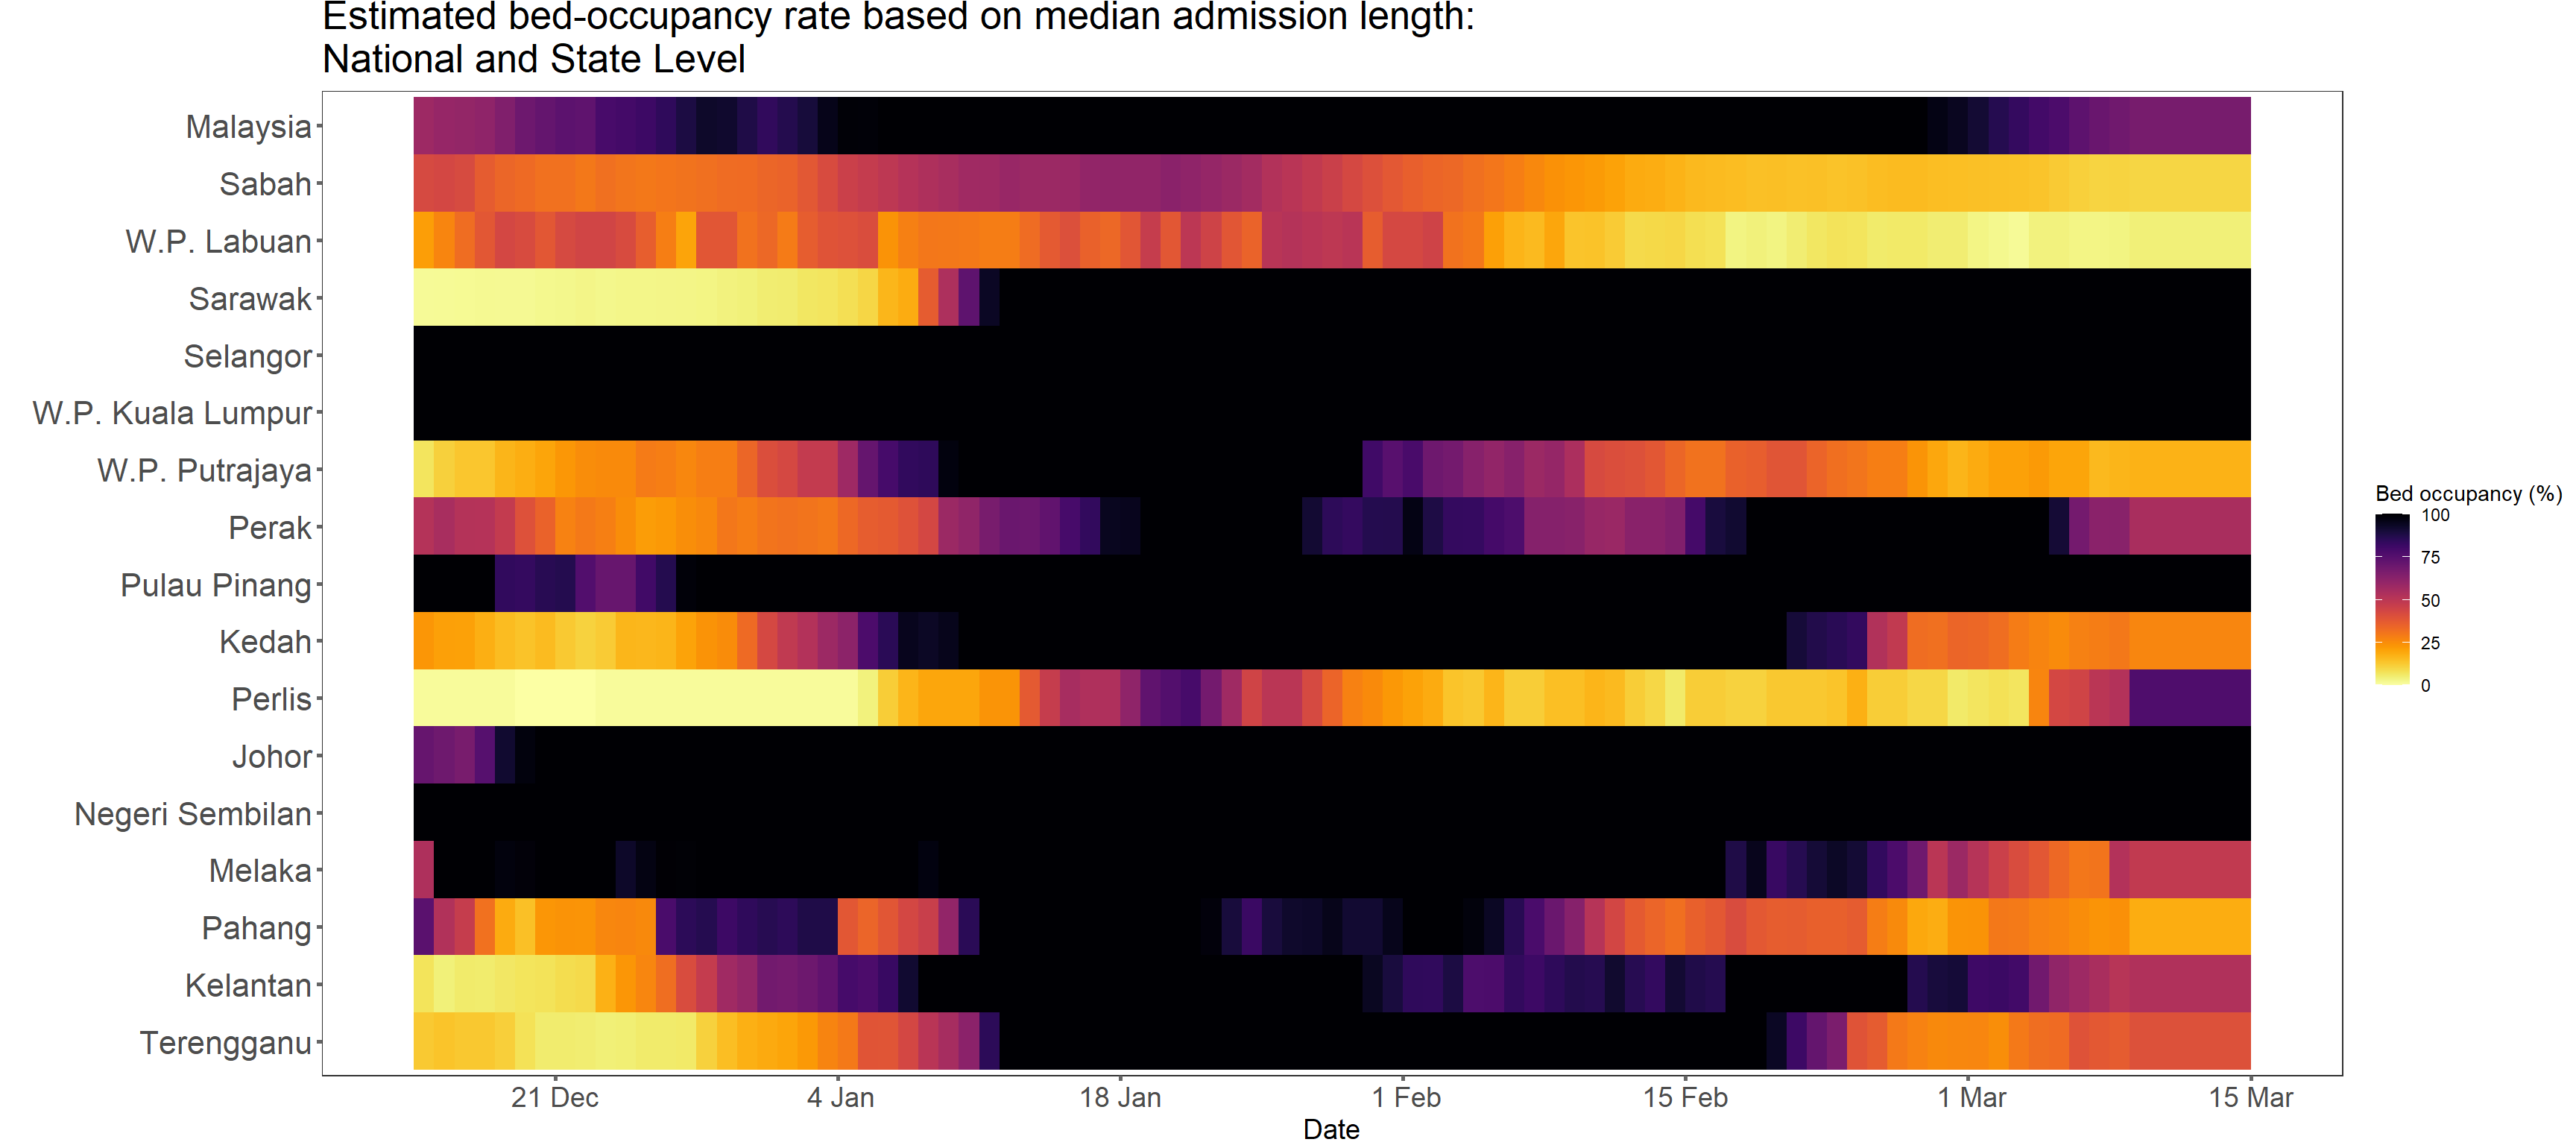 Estimated bed-occupancy rate based on median admission length:
National and State Level
Malaysia
Sabah
W.P. Labuan
Sarawak
Selangor
W.P. Kuala Lumpur
W.P. Putrajaya
Perak
Pulau Pinang
Kedah
Perlis
Johor
Negeri Sembilan
Melaka
Pahang
Kelantan
Terengganu
21 Dec
4 Jan
18 Jan
1 Feb
15 Feb
1 Mar
15 Mar
Date
Bed occupancy (%)
100
75
50
25
0